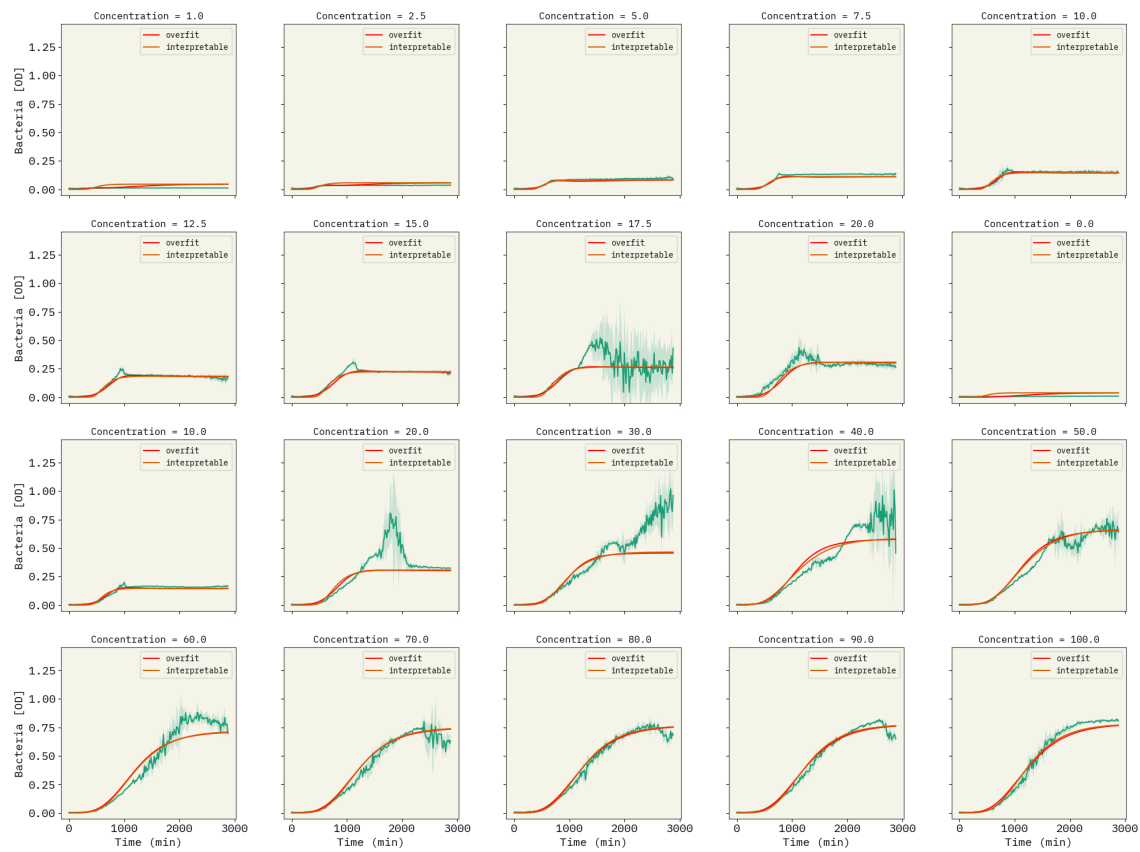 Concentration = 1.0
Concentration = 2.5
Concentration = 5.0
Concentration = 7.5
Concentration = 10.0
Bacteria [OD]
1.25
1.00
0.75
0.50
0.25
0.00
overfit
interpretable
overfit
interpretable
overfit
interpretable
overfit
interpretable
overfit
interpretable
Concentration = 12.5
Concentration = 15.0
Concentration = 17.5
Concentration = 20.0
Concentration = 0.0
Bacteria [OD]
1.25
1.00
0.75
0.50
0.25
0.00
overfit
interpretable
overfit
interpretable
overfit
interpretable
overfit
interpretable
overfit
interpretable
Concentration = 10.0
Concentration = 20.0
Concentration = 30.0
Concentration = 40.0
Concentration = 50.0
Bacteria [OD]
1.25
1.00
0.75
0.50
0.25
0.00
overfit
interpretable
overfit
interpretable
overfit
interpretable
overfit
interpretable
overfit
interpretable
Concentration = 60.0
Concentration = 70.0
Concentration = 80.0
Concentration = 90.0
Concentration = 100.0
Bacteria [OD]
1.25
1.00
0.75
0.50
0.25
0.00
overfit
interpretable
overfit
interpretable
overfit
interpretable
overfit
interpretable
overfit
interpretable
0 1000 2000 3000
0 1000 2000 3000
0 1000 2000 3000
0 1000 2000 3000
0 1000 2000 3000
Time (min)
Time (min)
Time (min)
Time (min)
Time (min)